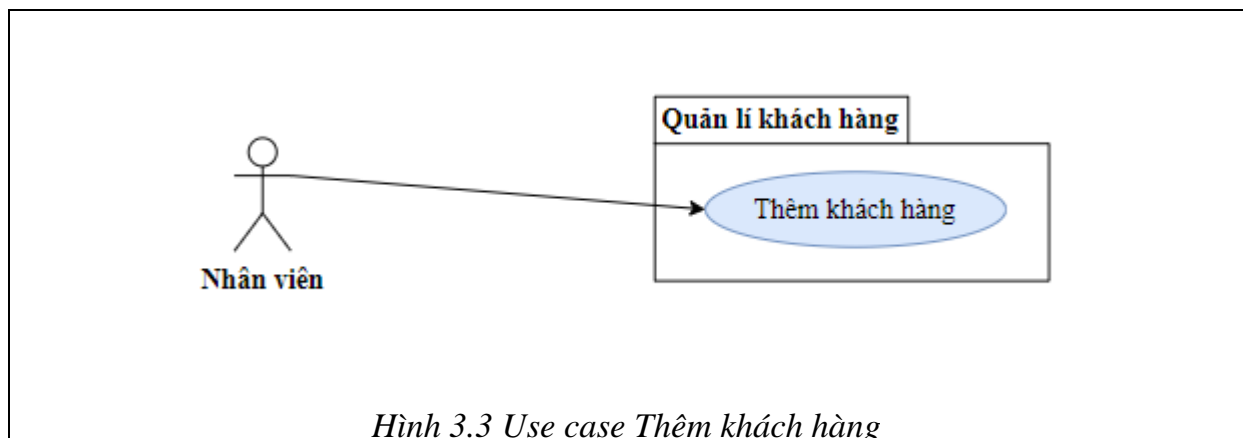 Quản lí khách hàng
Thêm khách hàng
Nhân viên
Hình 3.3 Use case Thêm khách hàng